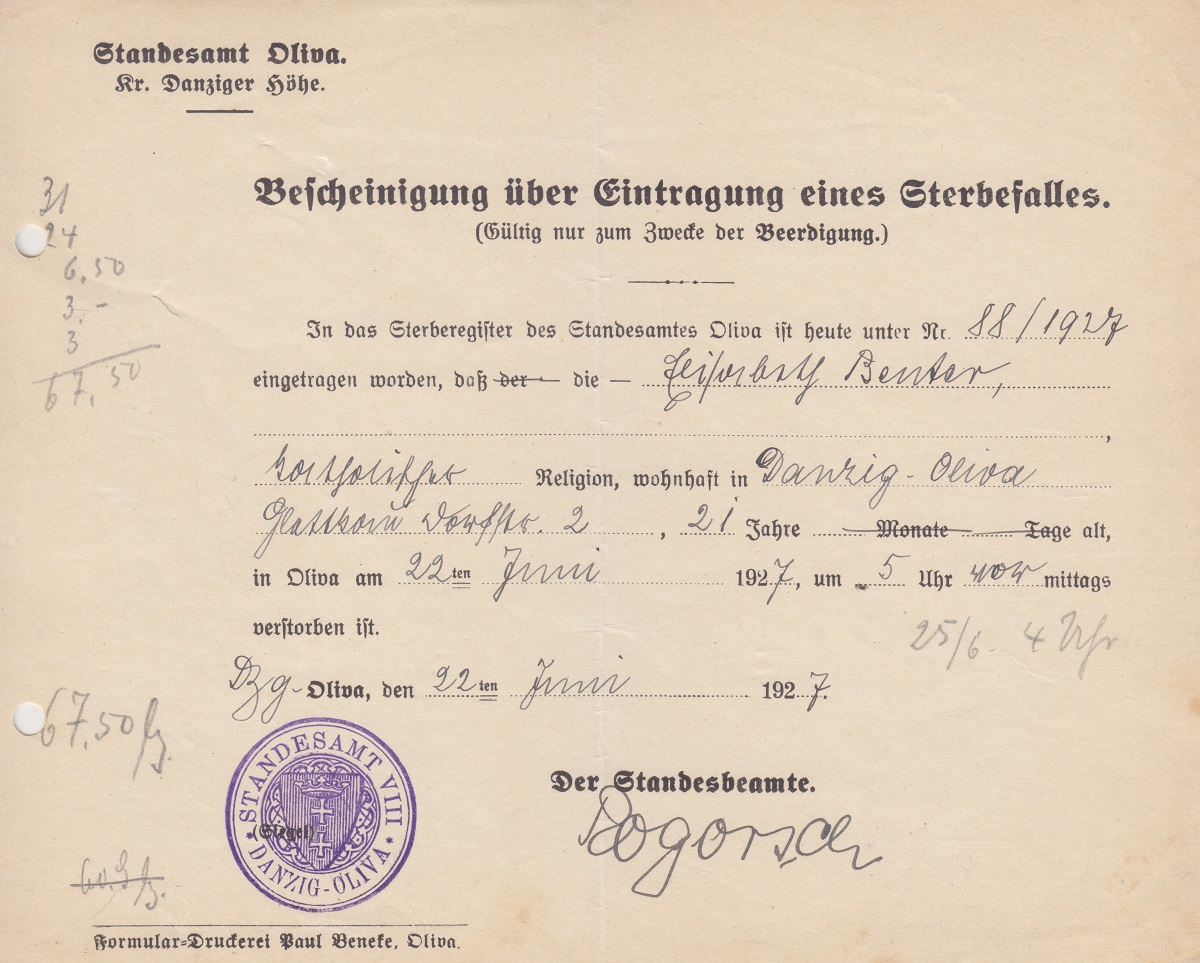 Standesamt Oliva.
Kr. Danziger Höhe.
31
24
6.50
3.-
3
67.50
Bescheinigung über Eintragung eines Sterbefalles.
(Gültig nur zum Zwecke der Beerdigung.)
In das Sterberegister des Standesamtes Oliva ist heute unter Nr. 88/1927
eingetragen worden, daß der die Elisabeth Benter,
katholischer Religion, wohnhaft in Danzig-Oliva
Glettkau Dorfstr. 2, 21 Jahre Monate Tage alt,
in Oliva am 22ten Juni 1927, um 5 Uhr vor mittags
verstorben ist.
25/6. 4 Uhr
Dzg-Oliva, den 22ten Juni 1927.
67.50
STANDESAMT VIII
(Siegel)
* DANZIG-OLIVA *
Der Standesbeamte.
Formular-Druckerei Paul Beneke, Oliva.